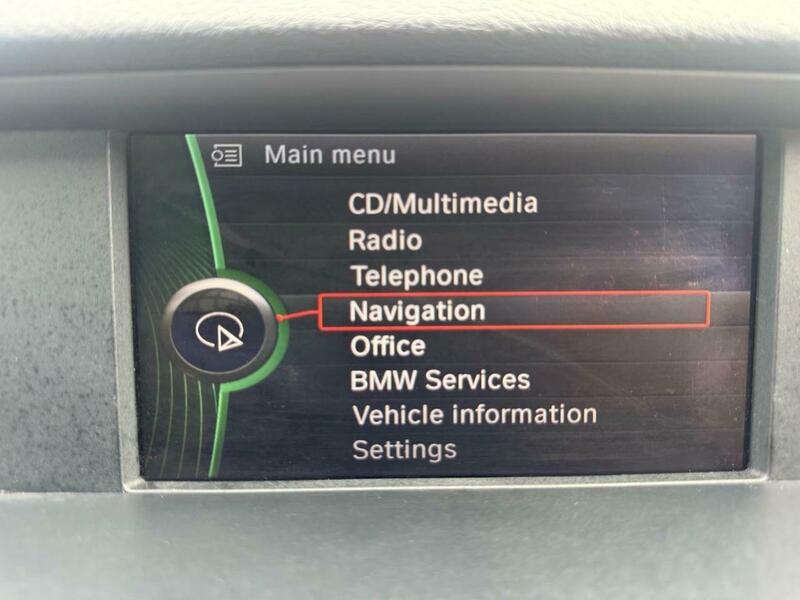 Main menu
CD/Multimedia
Radio
Telephone
Navigation
Office
BMW Services
Vehicle information
Settings